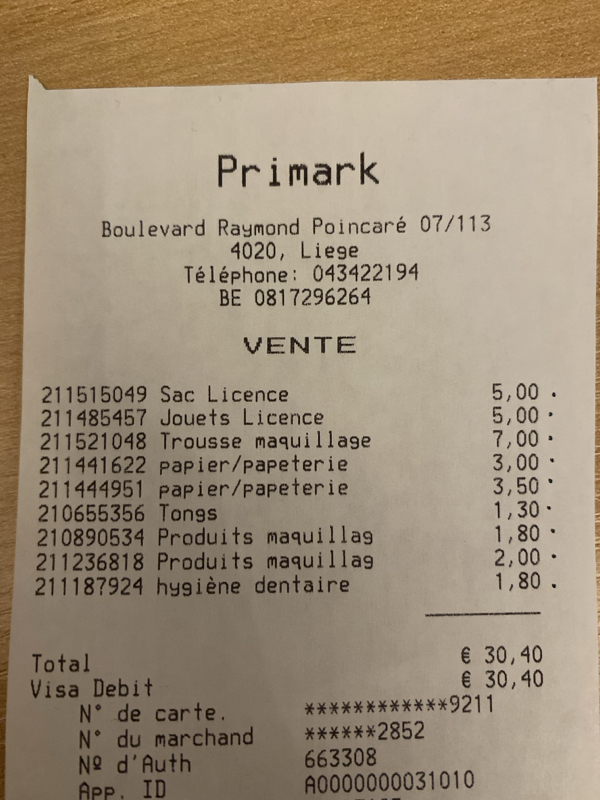 Primark
Boulevard Raymond Poincaré 07/113
4020, Liege
Téléphone: 043422194
BE 0817296264
VENTE
211515049 Sac Licence 5,00 .
211485457 Jouets Licence 5,00 .
211521048 Trousse maquillage 7,00 .
211441622 papier/papeterie 3,00 .
211444951 papier/papeterie 3,50 .
210655356 Tongs 1,30 .
210890534 Produits maquillag 1,80 .
211236818 Produits maquillag 2,00 .
211187924 hygiène dentaire 1,80 .
Total € 30,40
Visa Debit € 30,40
N° de carte. ************9211
N° du marchand ******2852
Nº d'Auth 663308
App. ID A0000000031010